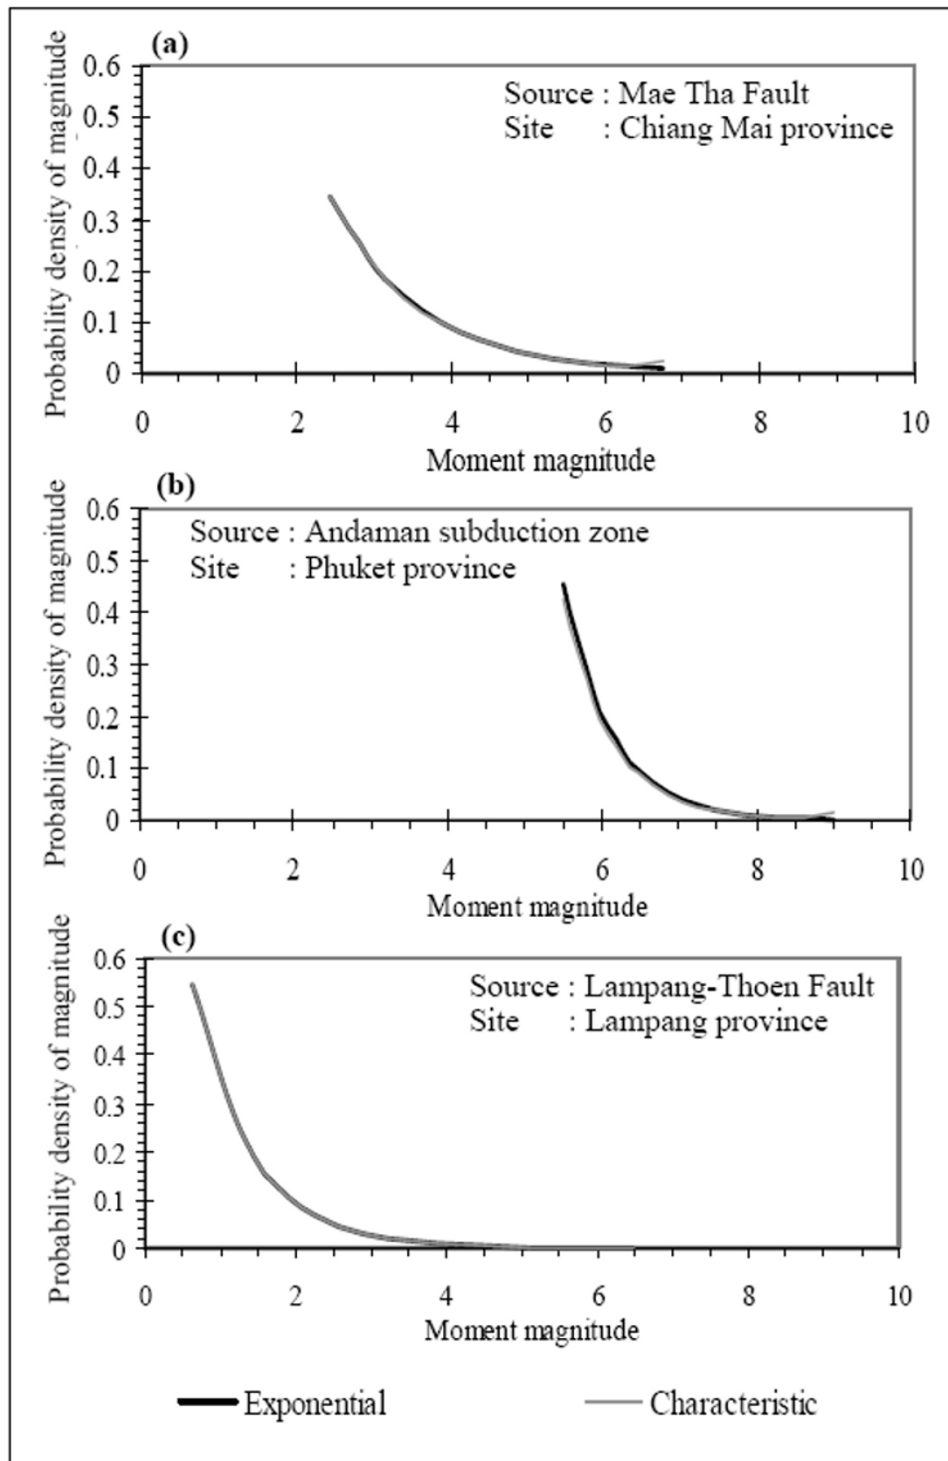 (a)
Probability density of magnitude
0.6
0.5
0.4
0.3
0.2
0.1
0
Source : Mae Tha Fault
Site : Chiang Mai province
0 2 4 6 8 10
Moment magnitude
(b)
Probability density of magnitude
0.6
0.5
0.4
0.3
0.2
0.1
0
Source : Andaman subduction zone
Site : Phuket province
0 2 4 6 8 10
Moment magnitude
(c)
Probability density of magnitude
0.6
0.5
0.4
0.3
0.2
0.1
0
Source : Lampang-Thoen Fault
Site : Lampang province
0 2 4 6 8 10
Moment magnitude
Exponential Characteristic